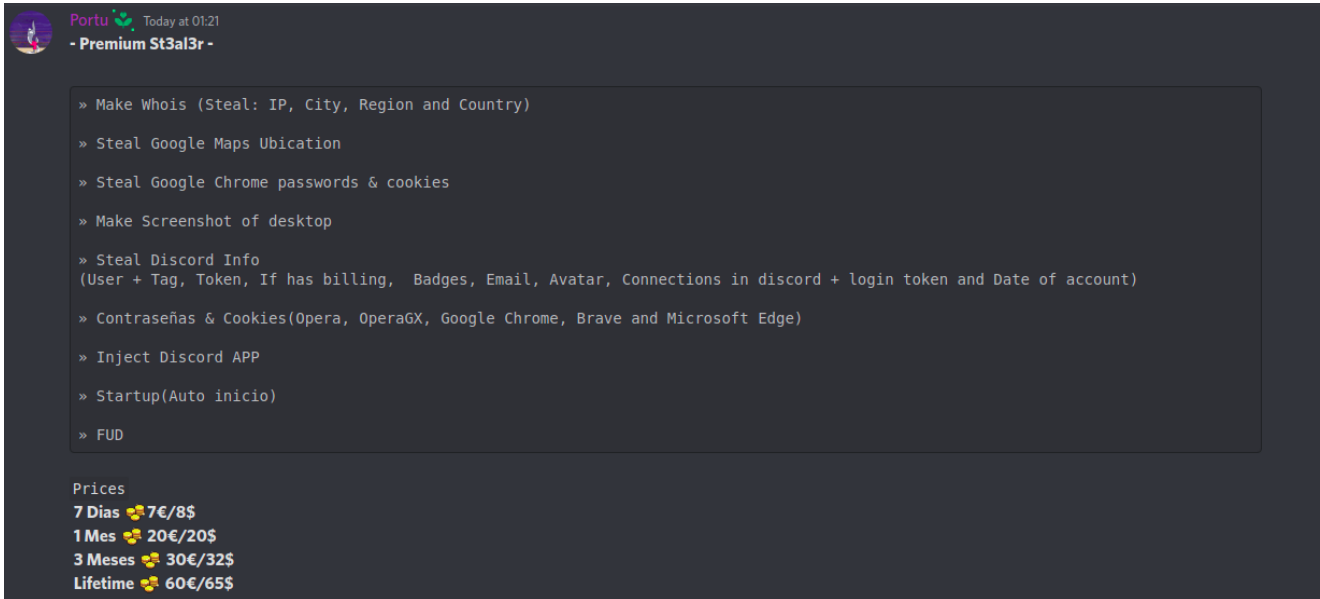 Portu Today at 01:21
- Premium St3al3r -
» Make Whois (Steal: IP, City, Region and Country)
» Steal Google Maps Ubication
» Steal Google Chrome passwords & cookies
» Make Screenshot of desktop
» Steal Discord Info
(User + Tag, Token, If has billing,  Badges, Email, Avatar, Connections in discord + login token and Date of account)
» Contraseñas & Cookies(Opera, OperaGX, Google Chrome, Brave and Microsoft Edge)
» Inject Discord APP
» Startup(Auto inicio)
» FUD
Prices
7 Dias 7€/8$
1 Mes 20€/20$
3 Meses 30€/32$
Lifetime 60€/65$